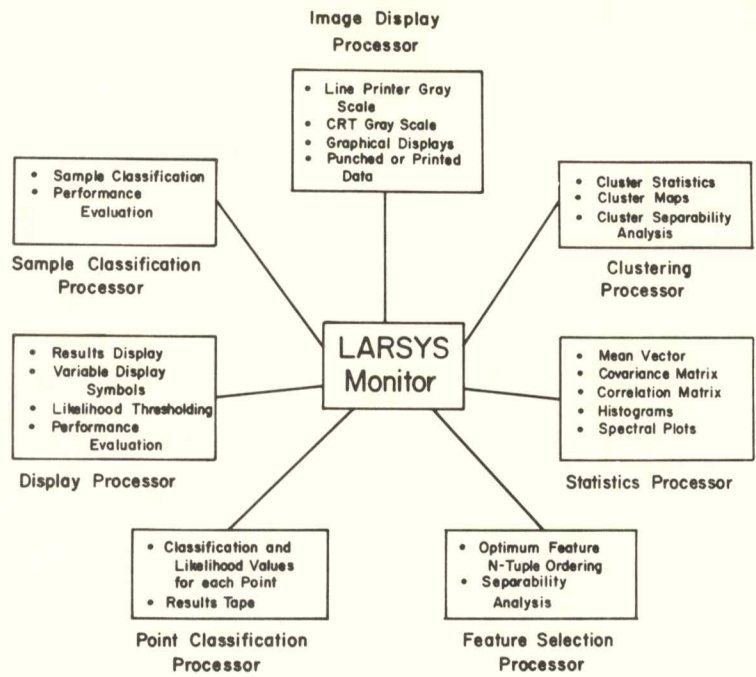 Image Display
Processor
• Line Printer Gray
Scale
• CRT Gray Scale
• Graphical Displays
• Punched or Printed
Data
• Sample Classification
• Performance
Evaluation
Sample Classification
Processor
• Cluster Statistics
• Cluster Maps
• Cluster Separability
Analysis
Clustering
Processor
LARSYS
Monitor
• Results Display
• Variable Display
Symbols
• Likelihood Thresholding
• Performance
Evaluation
Display Processor
• Mean Vector
• Covariance Matrix
• Correlation Matrix
• Histograms
• Spectral Plots
Statistics Processor
• Classification and
Likelihood Values
for each Point
• Results Tape
Point Classification
Processor
• Optimum Feature
N-Tuple Ordering
• Separability
Analysis
Feature Selection
Processor